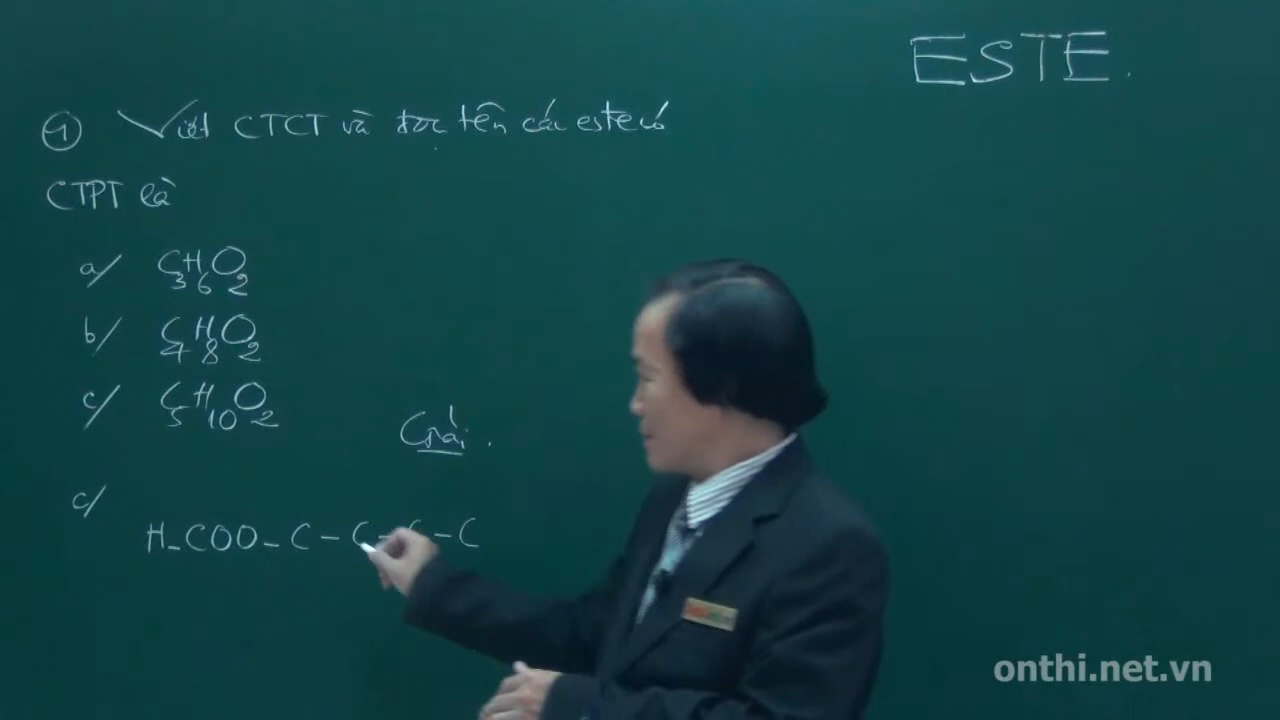 ESTE.
① Viết CTCT và đọc tên các este có
CTPT là
a/ C3H6O2
b/ C4H8O2
c/ C5H10O2
Giải.
c/
H-COO-C-C-C-C
onthi.net.vn